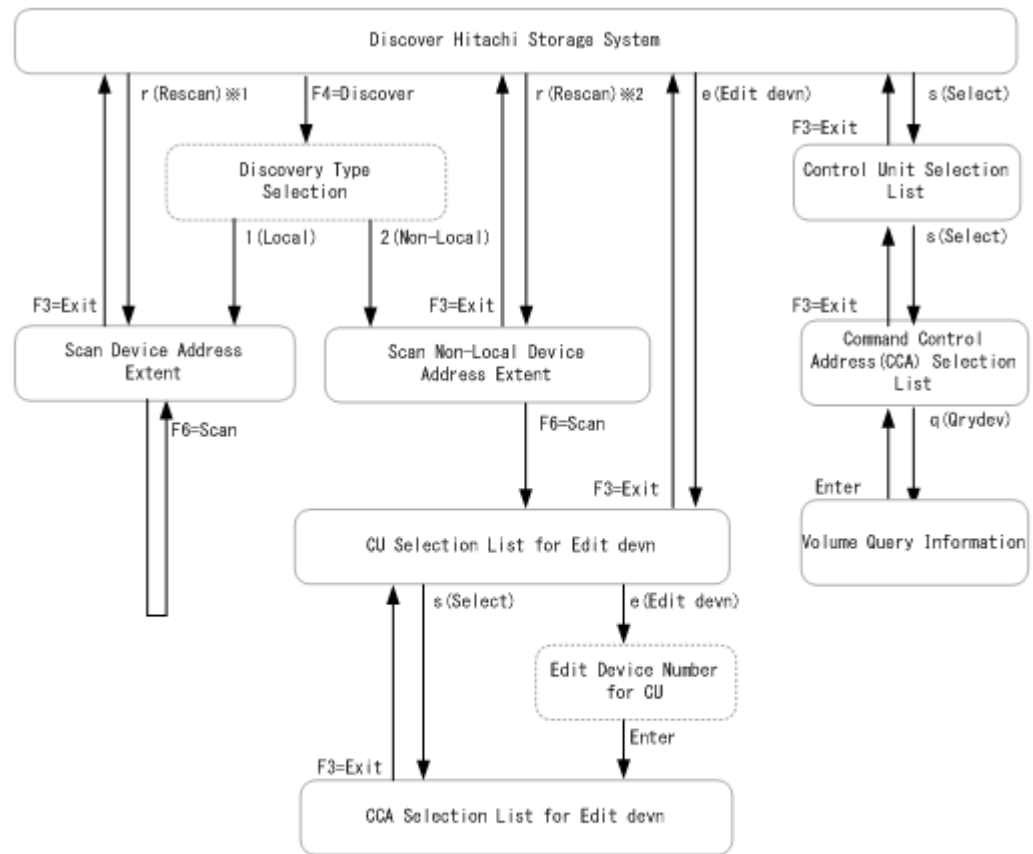 Discover Hitachi Storage System
r(Rescan)※1
F4=Discover
r(Rescan)※2
e(Edit devn)
s(Select)
F3=Exit
Discovery Type
Selection
Control Unit Selection
List
1(Local)
2(Non-Local)
s(Select)
F3=Exit
F3=Exit
F3=Exit
Scan Device Address
Extent
Scan Non-Local Device
Address Extent
Command Control
Address(CCA) Selection
List
F6=Scan
F6=Scan
q(Qrydev)
F3=Exit
Enter
CU Selection List for Edit devn
Volume Query Information
s(Select)
e(Edit devn)
Edit Device Number
for CU
Enter
F3=Exit
CCA Selection List for Edit devn